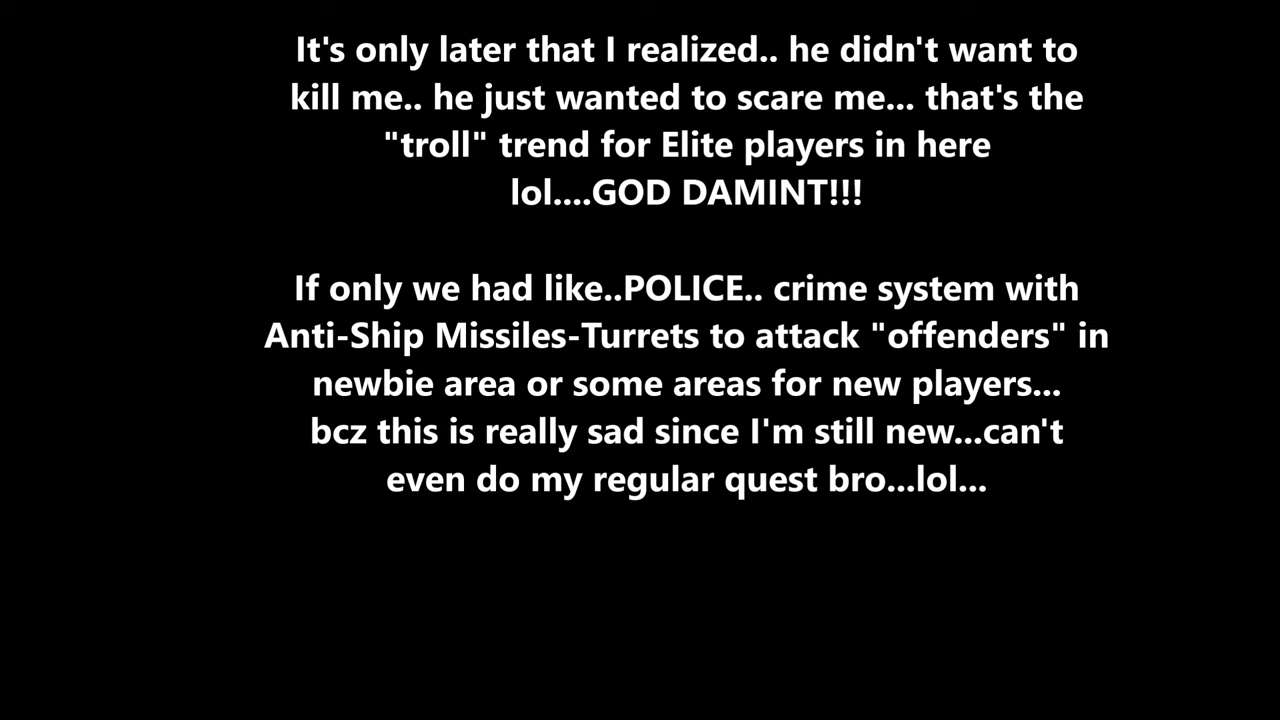 It's only later that I realized.. he didn't want to
kill me.. he just wanted to scare me... that's the
"troll" trend for Elite players in here
lol....GOD DAMINT!!!
If only we had like..POLICE.. crime system with
Anti-Ship Missiles-Turrets to attack "offenders" in
newbie area or some areas for new players...
bcz this is really sad since I'm still new...can't
even do my regular quest bro...lol...